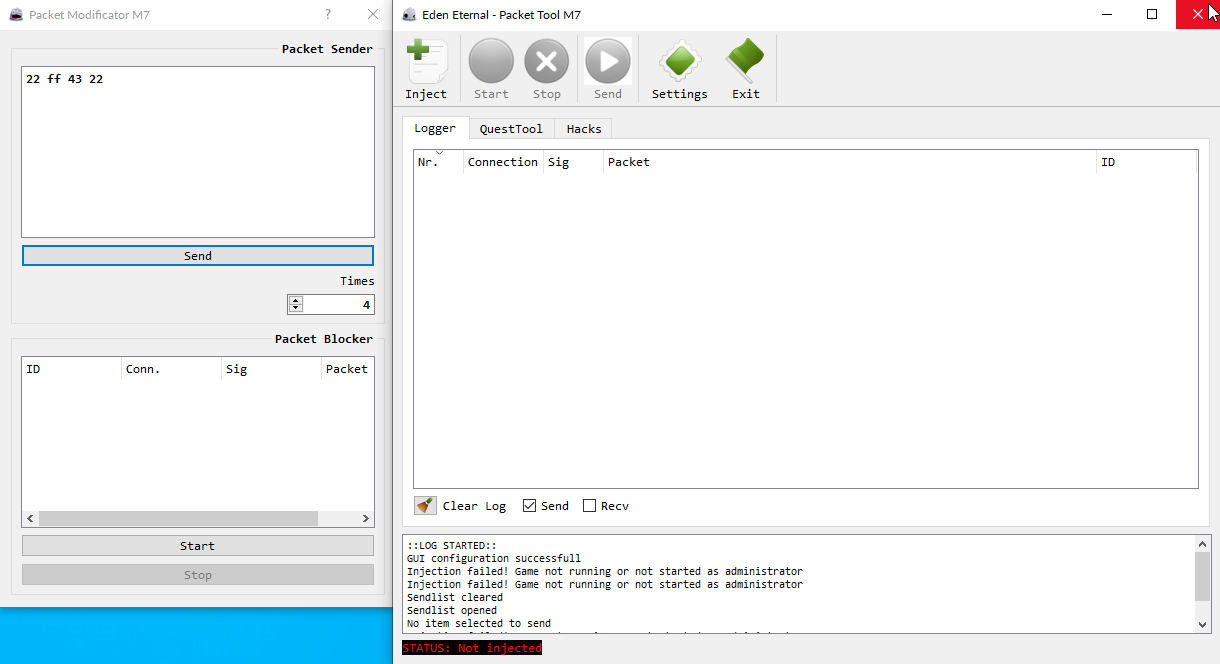 Packet Modificator M7
?
Packet Sender
22 ff 43 22
Send
Times
4
Packet Blocker
ID Conn. Sig Packet
Start
Stop
Eden Eternal - Packet Tool M7
Inject Start Stop Send Settings Exit
Logger QuestTool Hacks
Nr. Connection Sig Packet ID
Clear Log Send Recv
::LOG STARTED::
GUI configuration successfull
Injection failed! Game not running or not started as administrator
Injection failed! Game not running or not started as administrator
Sendlist cleared
Sendlist opened
No item selected to send
STATUS: Not injected